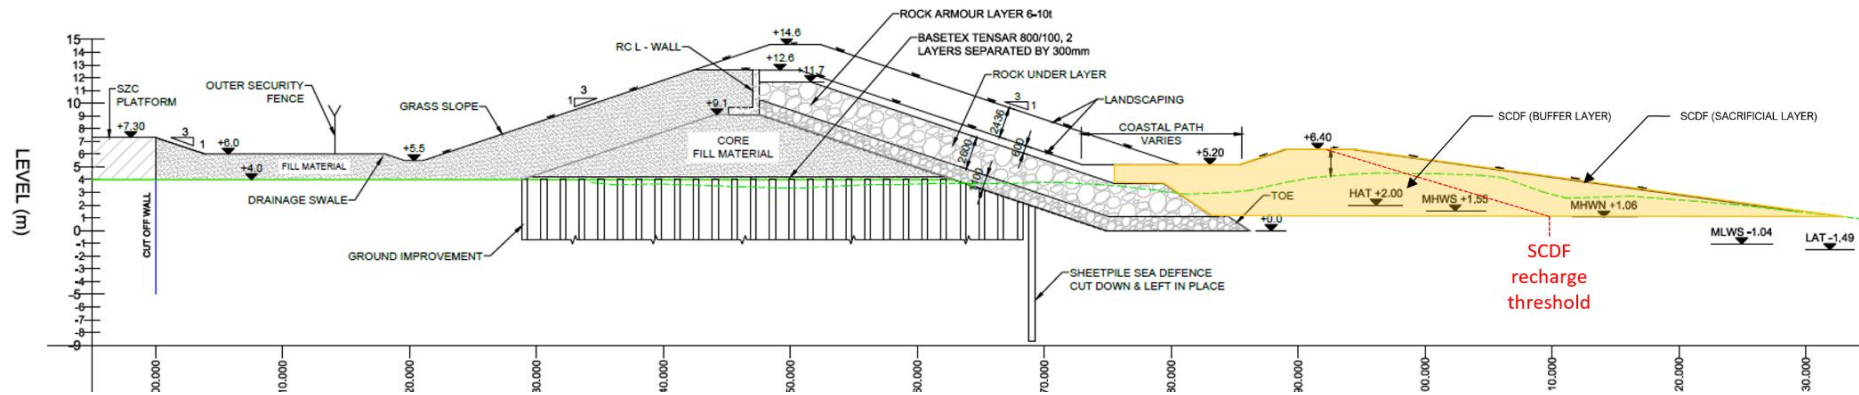 ROCK ARMOUR LAYER 6-10t
BASETEX TENSAR 800/100, 2
LAYERS SEPARATED BY 300mm
RC L - WALL
+14.6
+12.6
+11.7
ROCK UNDER LAYER
SZC
PLATFORM
OUTER SECURITY
FENCE
GRASS SLOPE
3
1
+9.1
3
1
LANDSCAPING
2436
COASTAL PATH
VARIES
SCDF (BUFFER LAYER)
SCDF (SACRIFICIAL LAYER)
+7.30
3
1
+6.0
+5.5
FILL MATERIAL
+4.0
CORE
FILL MATERIAL
2600
600
1100
+5.20
+6.40
DRAINAGE SWALE
TOE
+0.0
HAT +2.00
MHWS +1.55
MHWN +1.06
MLWS -1.04
LAT -1.49
CUT OFF WALL
GROUND IMPROVEMENT
SHEETPILE SEA DEFENCE
CUT DOWN & LEFT IN PLACE
SCDF
recharge
threshold
LEVEL (m)
15
14
13
12
11
10
9
8
7
6
5
4
3
2
1
0
-1
-2
-3
-4
-5
-6
-7
-8
-9
00.000
10.000
20.000
30.000
40.000
50.000
60.000
70.000
80.000
90.000
00.000
10.000
20.000
30.000